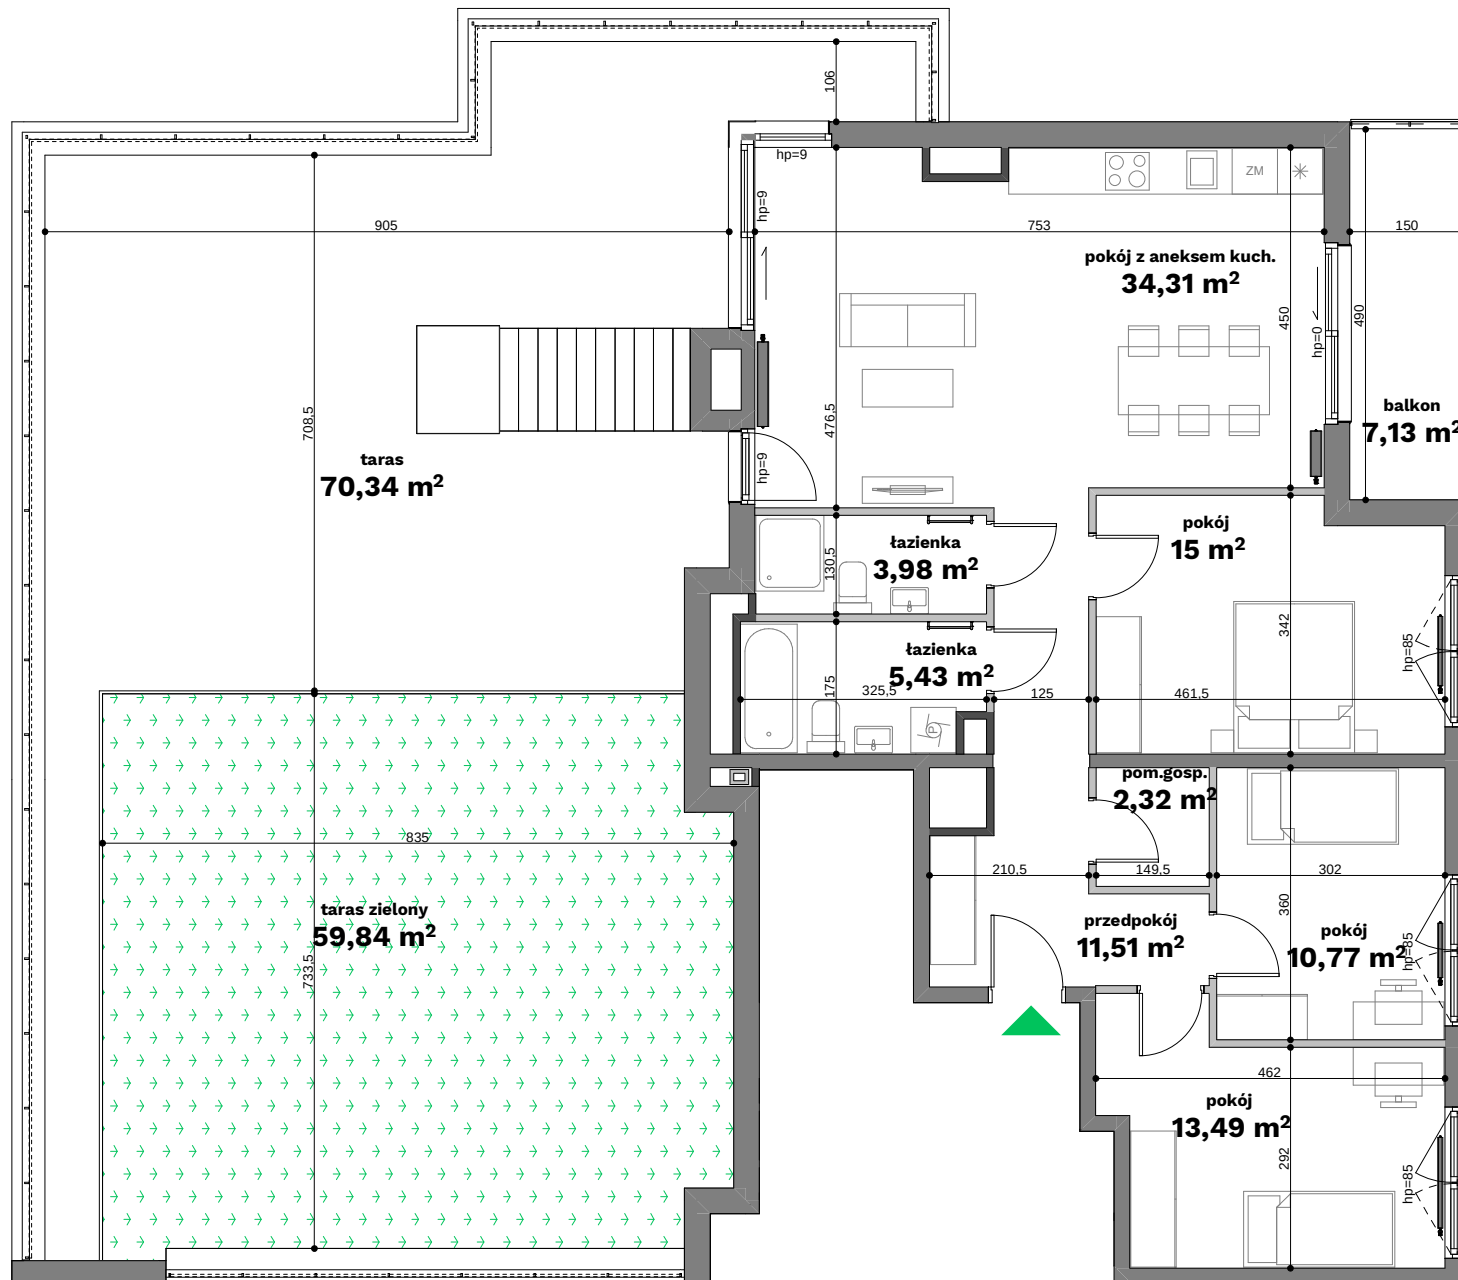 106
hp=9
ZM
hp=9
905
753
150
pokój z aneksem kuch.
34,31 m²
450
490
hp=0
708,5
476,5
balkon
7,13 m²
taras
70,34 m²
hp=9
pokój
15 m²
łazienka
3,98 m²
130,5
342
hp=85
łazienka
5,43 m²
175
325,5
125
461,5
P
pom.gosp.
2,32 m²
835
210,5
149,5
302
360
taras zielony
59,84 m²
733,5
przedpokój
11,51 m²
pokój
10,77 m²
hp=85
462
pokój
13,49 m²
292
hp=85